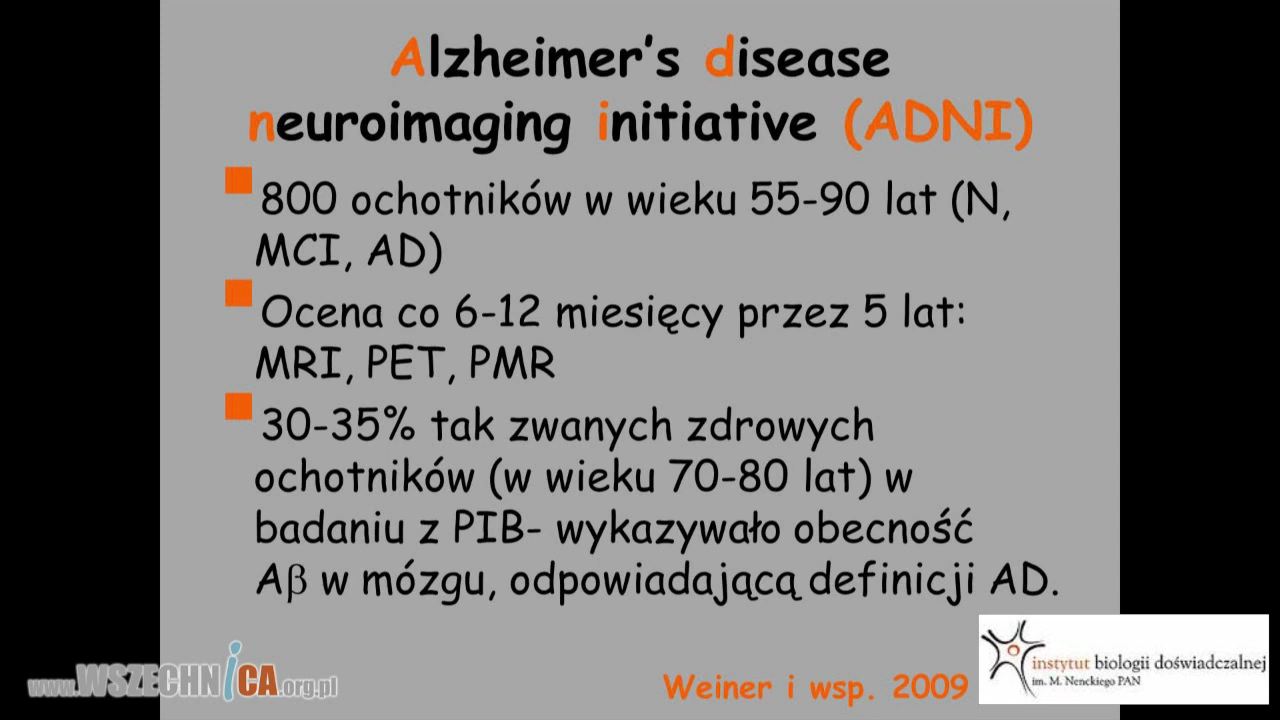 Alzheimer's disease
neuroimaging initiative (ADNI)
800 ochotników w wieku 55-90 lat (N,
MCI, AD)
Ocena co 6-12 miesięcy przez 5 lat:
MRI, PET, PMR
30-35% tak zwanych zdrowych
ochotników (w wieku 70-80 lat) w
badaniu z PIB- wykazywało obecność
Aβ w mózgu, odpowiadającą definicji AD.
instytut biologii doświadczalnej
im. M. Nenckiego PAN
www.WSZECHNiCA.org.pl
Weiner i wsp. 2009